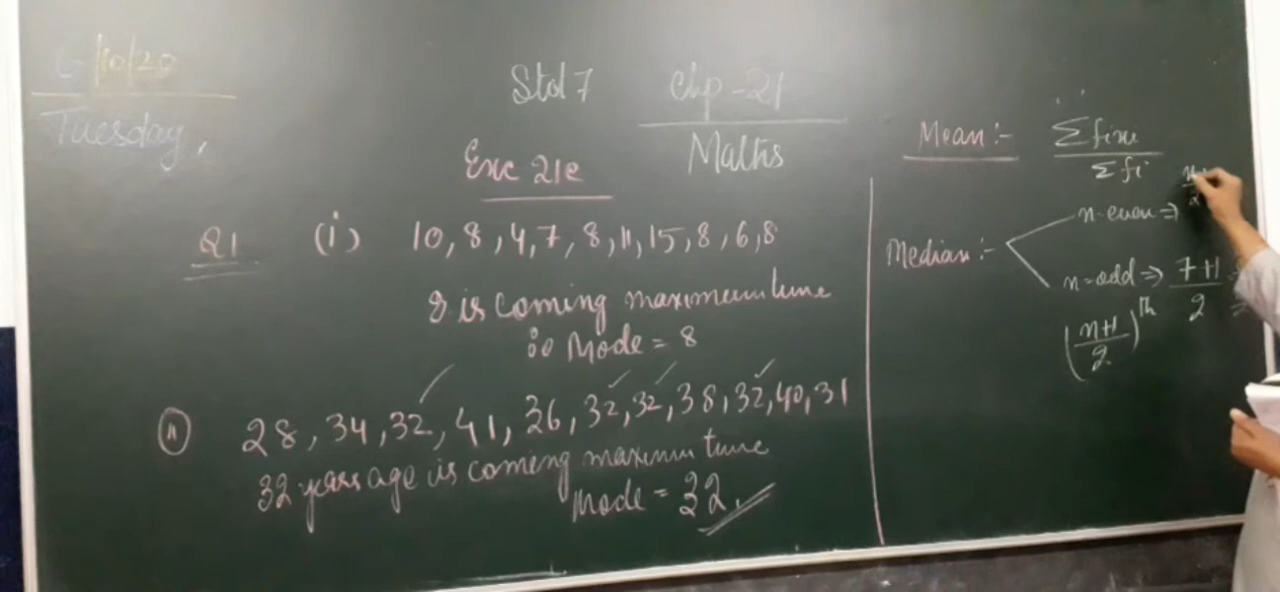 6/10/20
Tuesday,
Std 7 Chp-21
Maths
Exc 21e
Q1 (i) 10, 8, 4, 7, 8, 11, 15, 8, 6, 8
8 is coming maximum time
∴ Mode = 8
(ii) 28, 34, 32, 41, 36, 32, 32, 38, 32, 40, 31
32 years age is coming maximum time
Mode = 32.
Mean :- Σfixi / Σfi
Median :-
n-even ⇒
n-odd ⇒ 7+1 / 2
(n+1 / 2)th